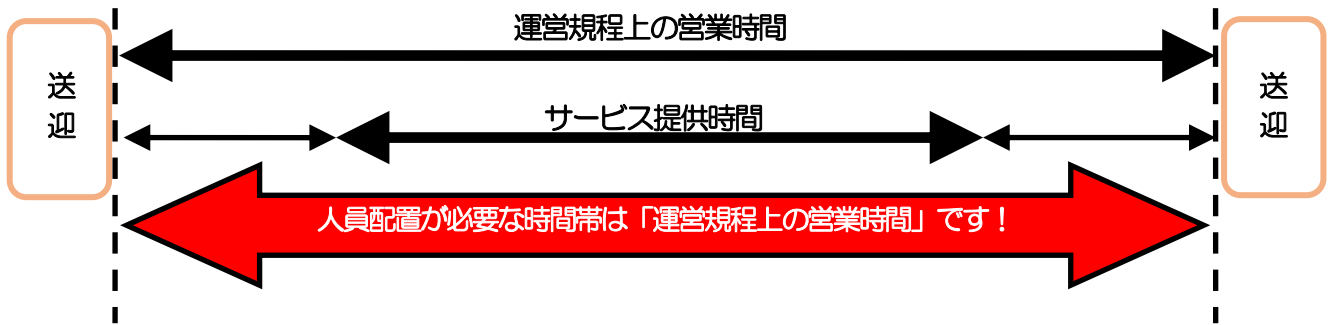 運営規程上の営業時間
送
迎
送
迎
サービス提供時間
人員配置が必要な時間帯は「運営規程上の営業時間」です！